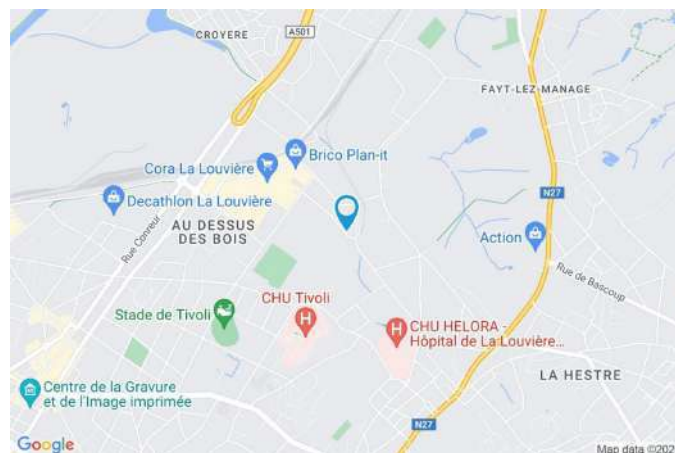 CROYERE
A501
FAYT-LEZ-MANAGE
Brico Plan-it
Cora La Louvière
Decathlon La Louvière
N27
Rue Conreur
AU DESSUS
DES BOIS
Action
Rue de Bascoup
CHU Tivoli
Stade de Tivoli
H
H
CHU HELORA -
Hôpital de La Louvière...
LA HESTRE
Centre de la Gravure
et de l'Image imprimée
N27
Google
Map data ©202